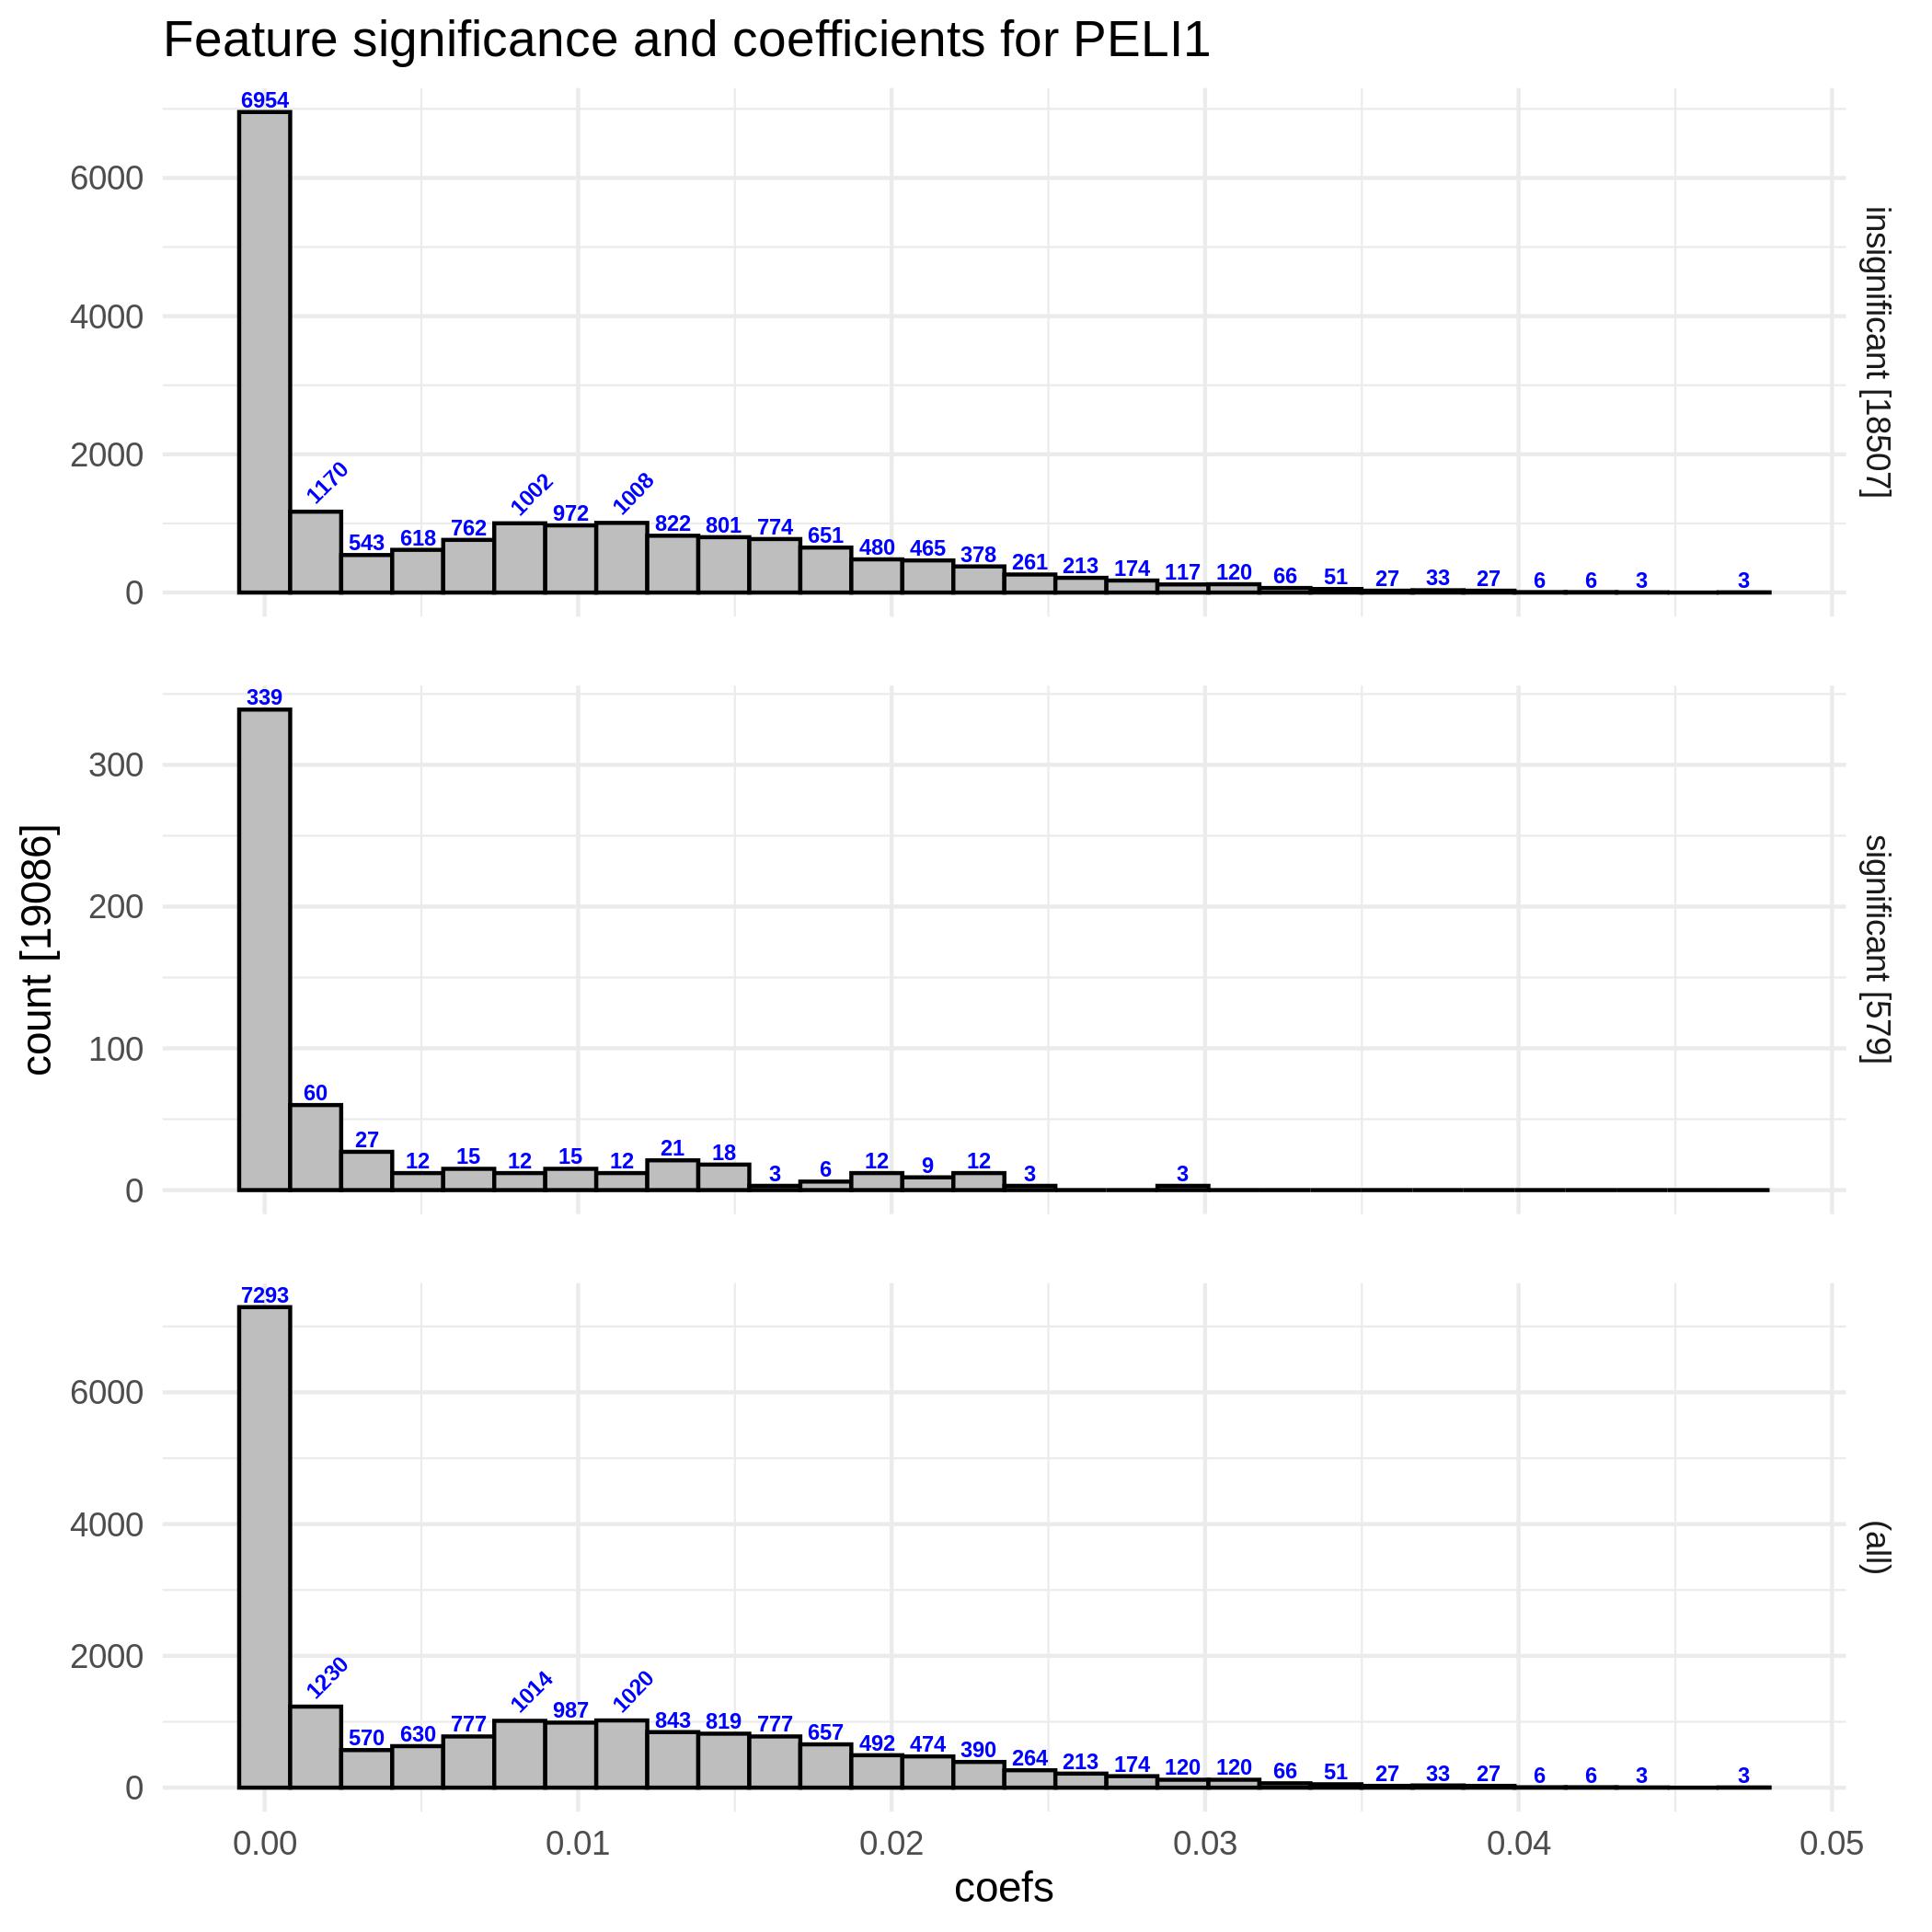 Feature significance and coefficients for PELI1
count [19086]
6000
4000
2000
0
6954
1170
543 618 762 1002 972 1008 822 801 774 651 480 465 378 261 213 174 117 120 66 51 27 33 27 6 6 3 3
insignificant [18507]
300
200
100
0
339
60
27 12 15 12 15 12 21 18 3 6 12 9 12 3 3
significant [579]
6000
4000
2000
0
7293
1230
570 630 777 1014 987 1020 843 819 777 657 492 474 390 264 213 174 120 120 66 51 27 33 27 6 6 3 3
(all)
0.00 0.01 0.02 0.03 0.04 0.05
coefs